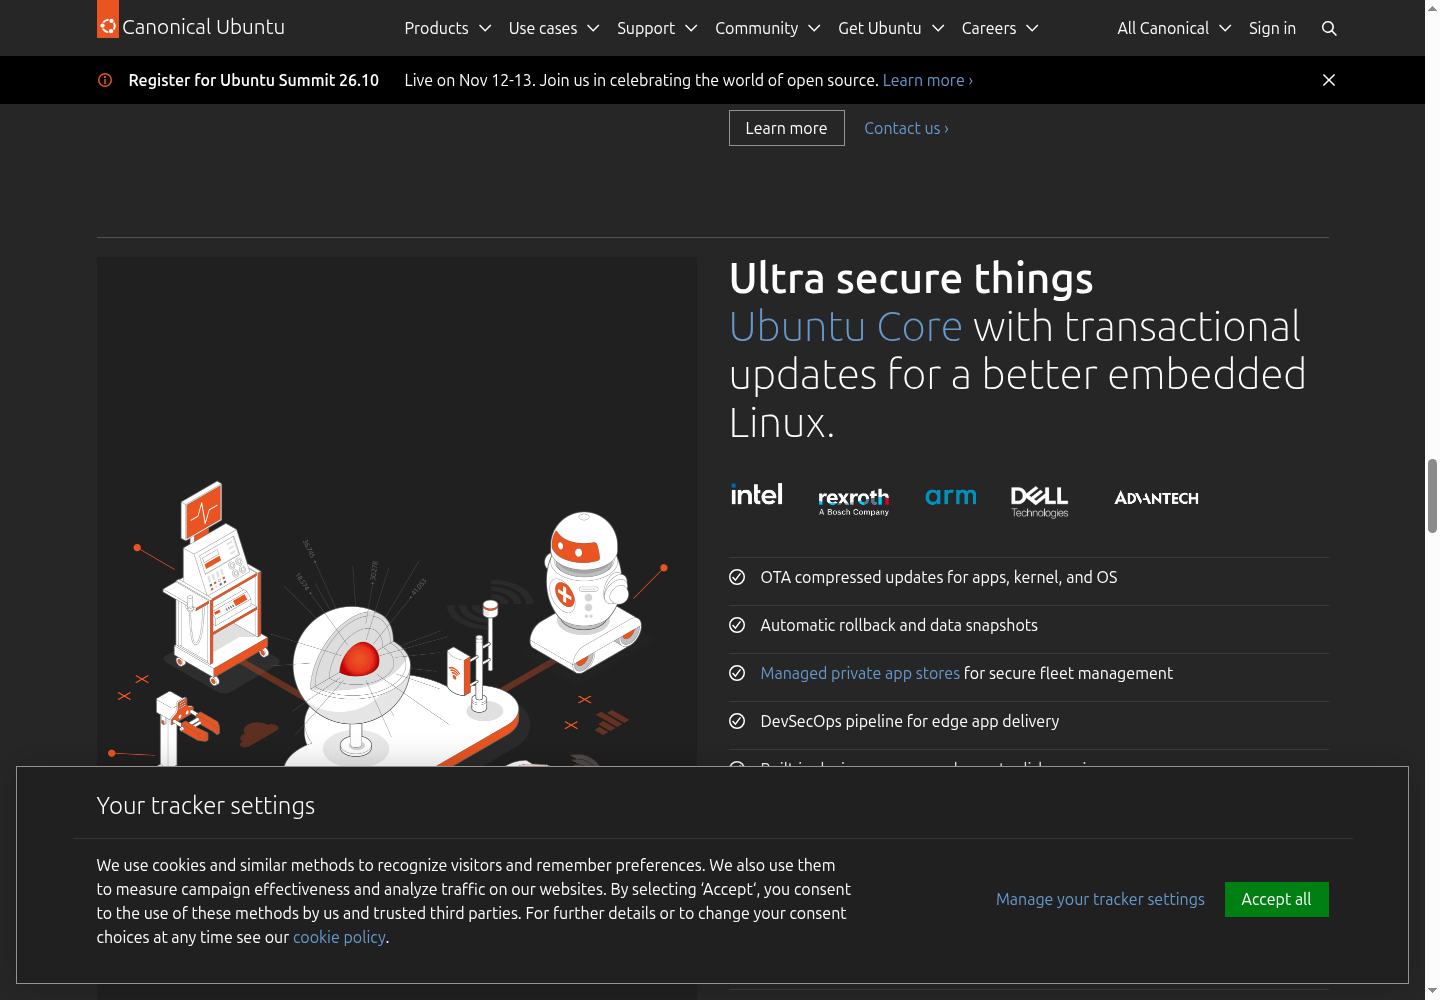 Canonical Ubuntu
Products
Use cases
Support
Community
Get Ubuntu
Careers
All Canonical
Sign in
Register for Ubuntu Summit 26.10
Live on Nov 12-13. Join us in celebrating the world of open source. Learn more ›
Learn more
Contact us ›
Ultra secure things
Ubuntu Core with transactional
updates for a better embedded
Linux.
intel
rexroth
A Bosch Company
arm
DELL
Technologies
ADVANTECH
OTA compressed updates for apps, kernel, and OS
Automatic rollback and data snapshots
Managed private app stores for secure fleet management
DevSecOps pipeline for edge app delivery
Your tracker settings
We use cookies and similar methods to recognize visitors and remember preferences. We also use them
to measure campaign effectiveness and analyze traffic on our websites. By selecting ‘Accept‘, you consent
to the use of these methods by us and trusted third parties. For further details or to change your consent
choices at any time see our cookie policy.
Manage your tracker settings
Accept all